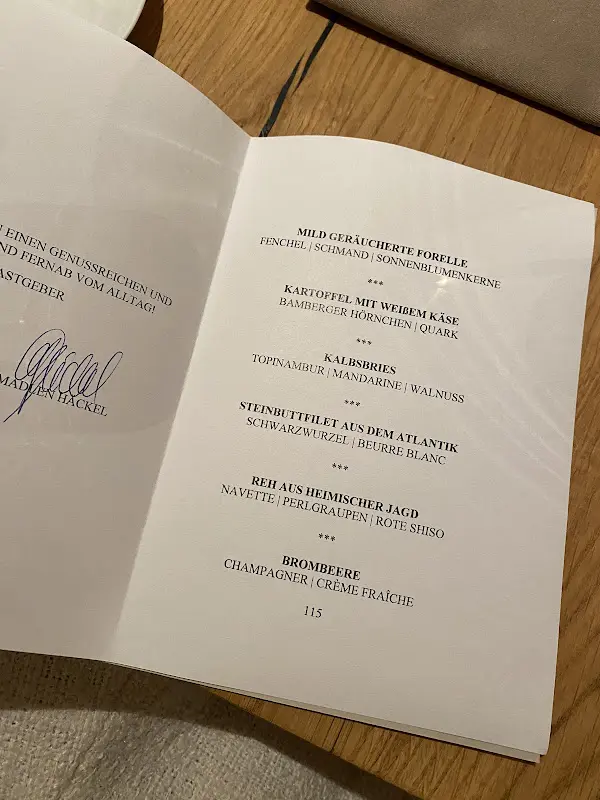 EINEN GENUSSREICHEN UND
ND FERNAB VOM ALLTAG!
ASTGEBER
MADLEN HÄCKEL
MILD GERÄUCHERTE FORELLE
FENCHEL | SCHMAND | SONNENBLUMENKERNE
***
KARTOFFEL MIT WEIßEM KÄSE
BAMBERGER HÖRNCHEN | QUARK
***
KALBSBRIES
TOPINAMBUR | MANDARINE | WALNUSS
***
STEINBUTTFILET AUS DEM ATLANTIK
SCHWARZWURZEL | BEURRE BLANC
***
REH AUS HEIMISCHER JAGD
NAVETTE | PERLGRAUPEN | ROTE SHISO
***
BROMBEERE
CHAMPAGNER | CRÈME FRAÎCHE
115